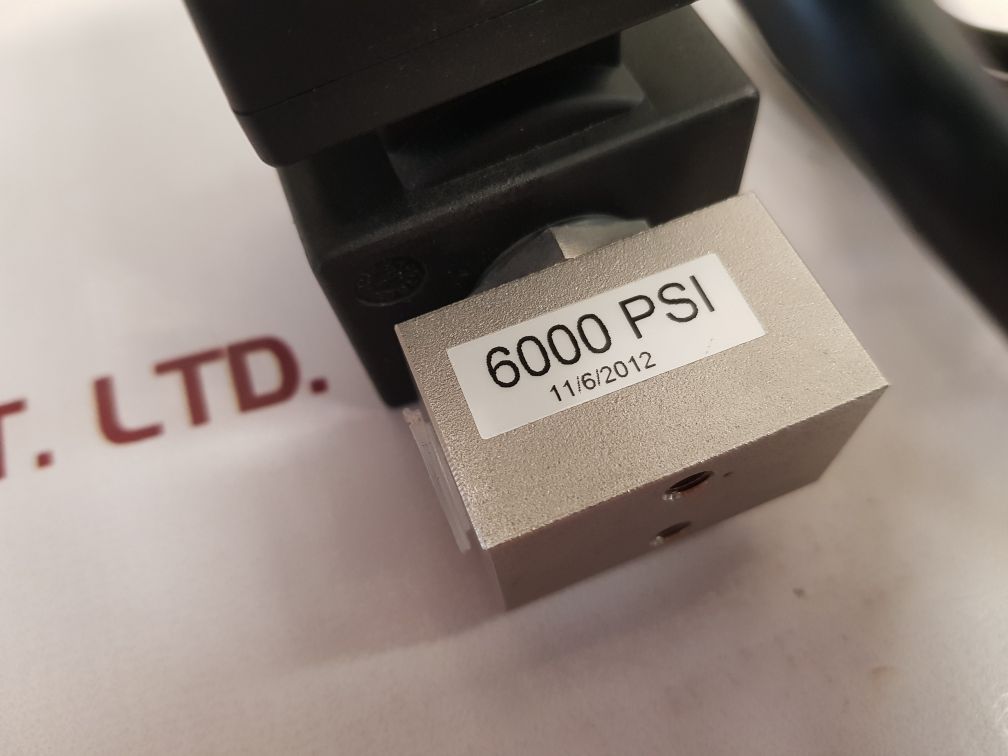 6000 PSI
11/6/2012
T. LTD.